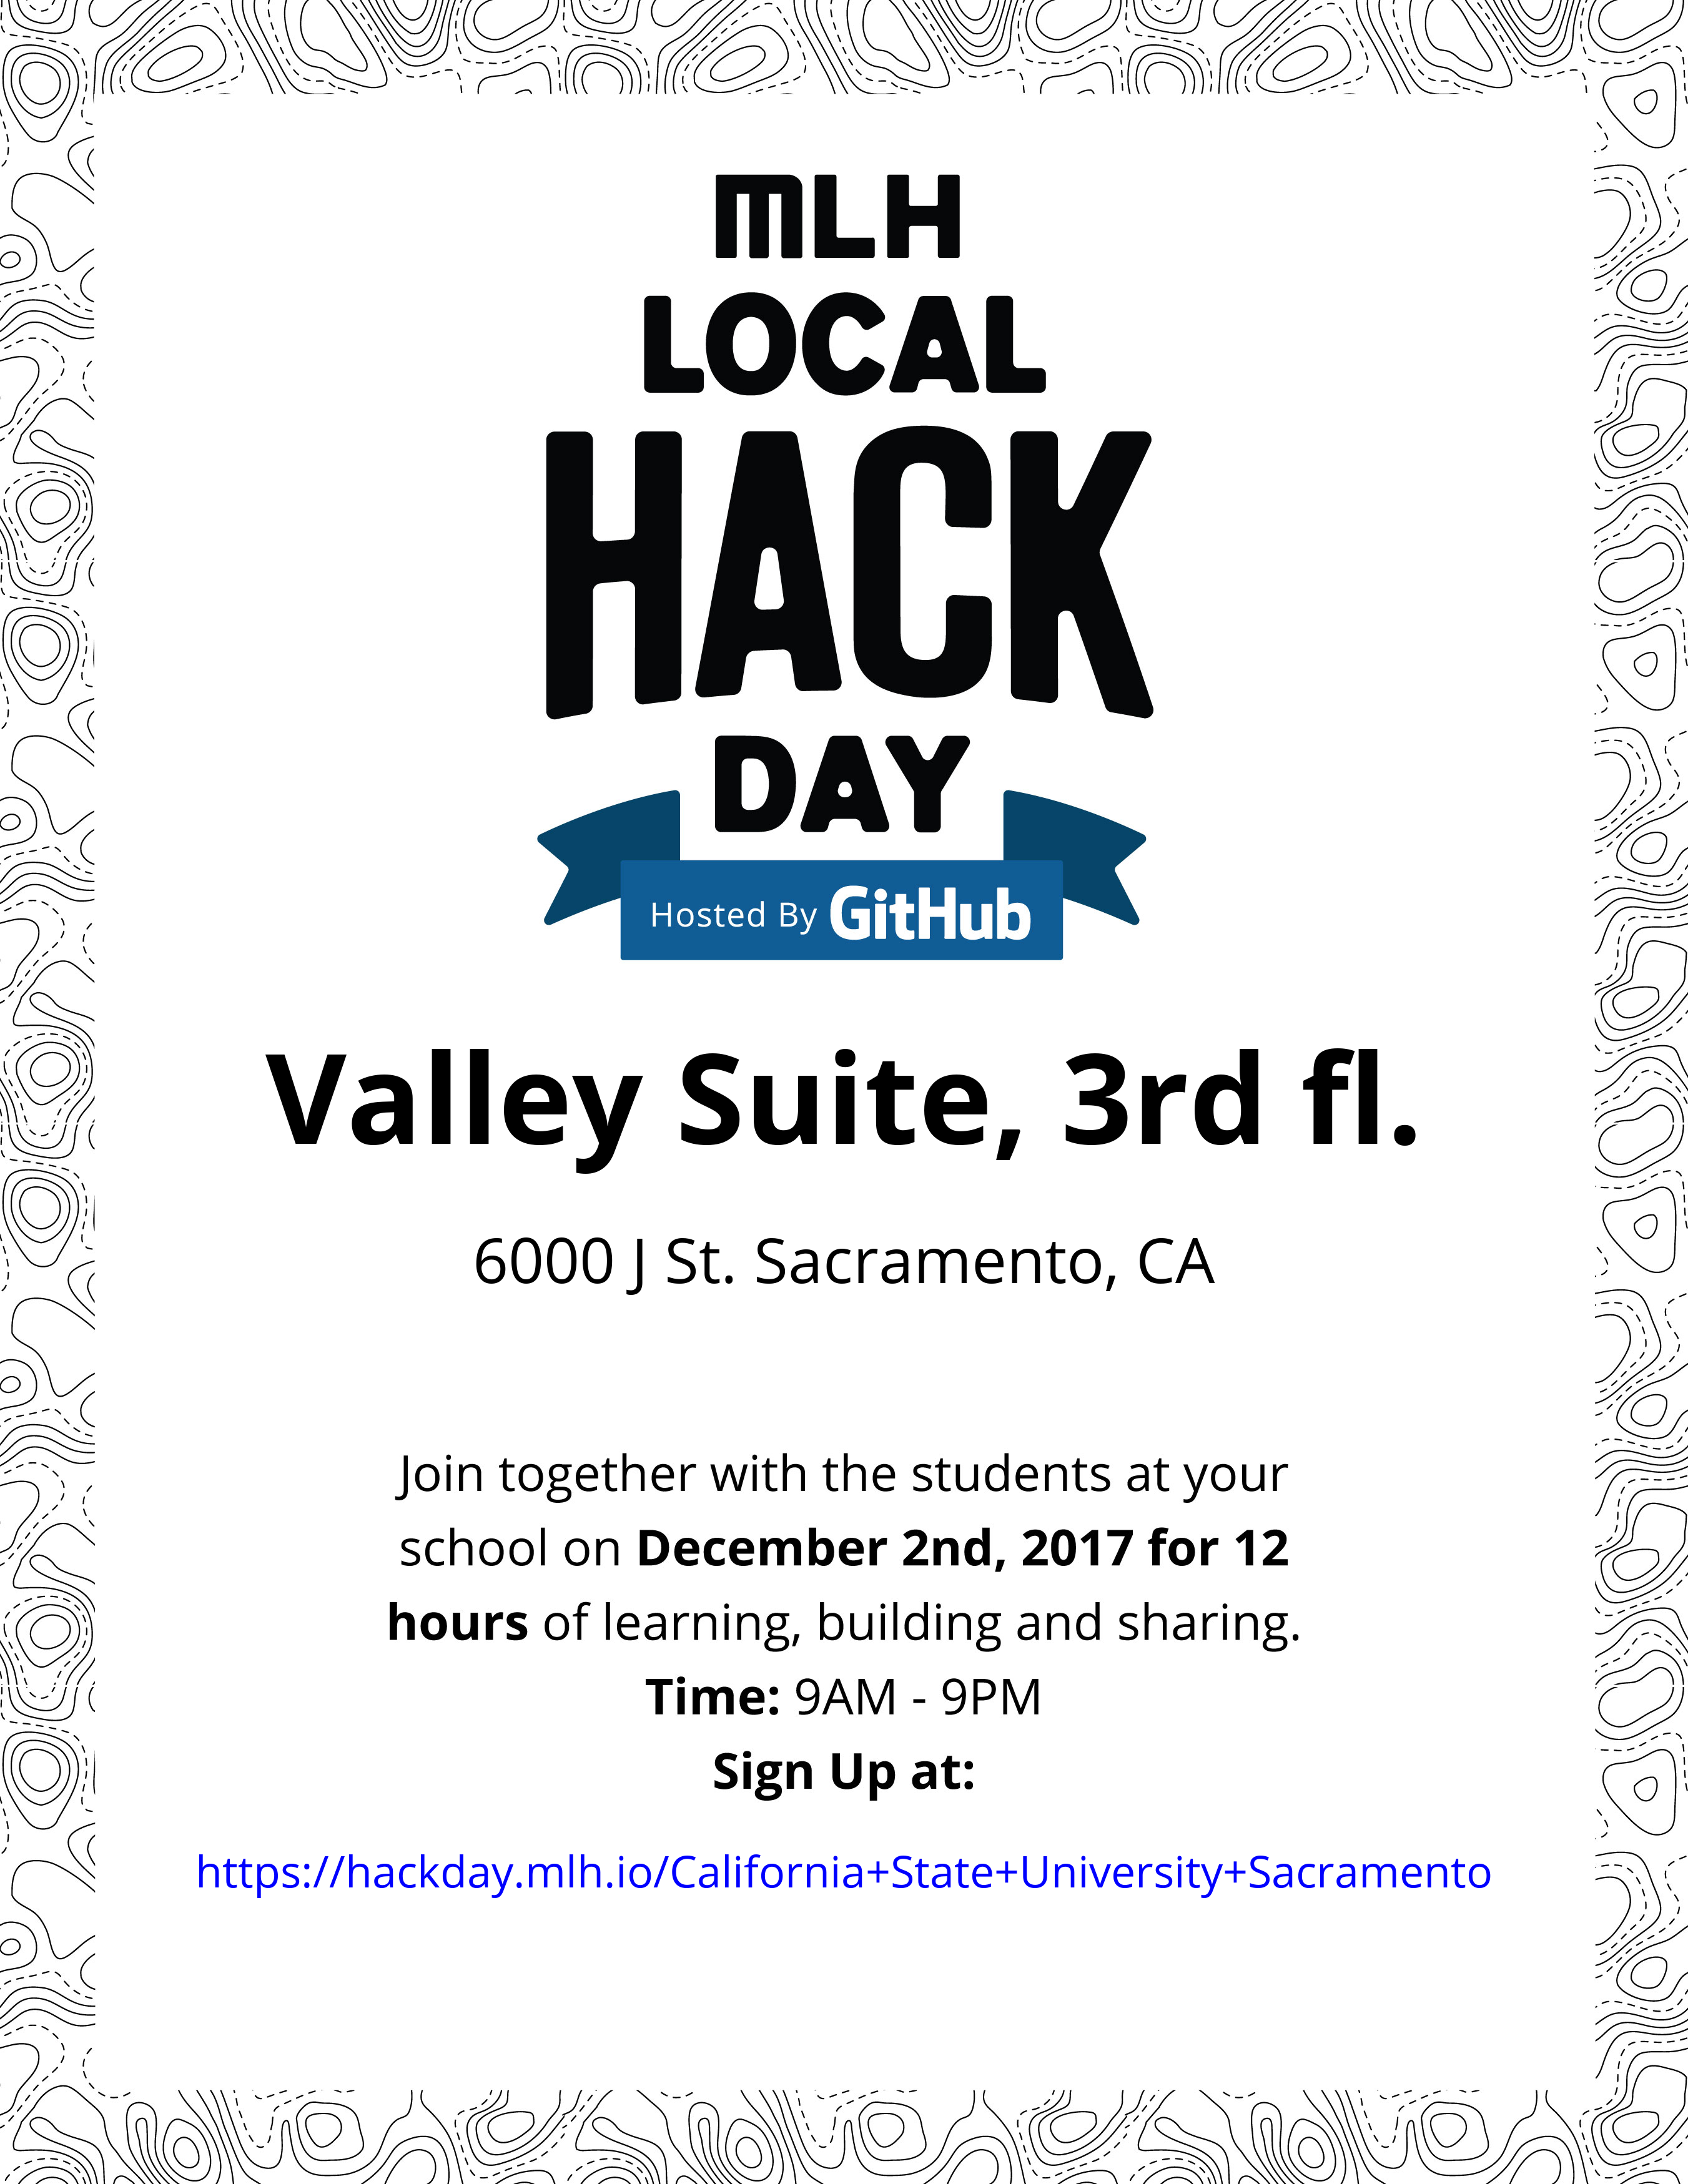 MLH
LOCAL
HACK
DAY
Hosted By GitHub
Valley Suite, 3rd fl.
6000 J St. Sacramento, CA
Join together with the students at your
school on December 2nd, 2017 for 12
hours of learning, building and sharing.
Time: 9AM - 9PM
Sign Up at:
https://hackday.mlh.io/California+State+University+Sacramento